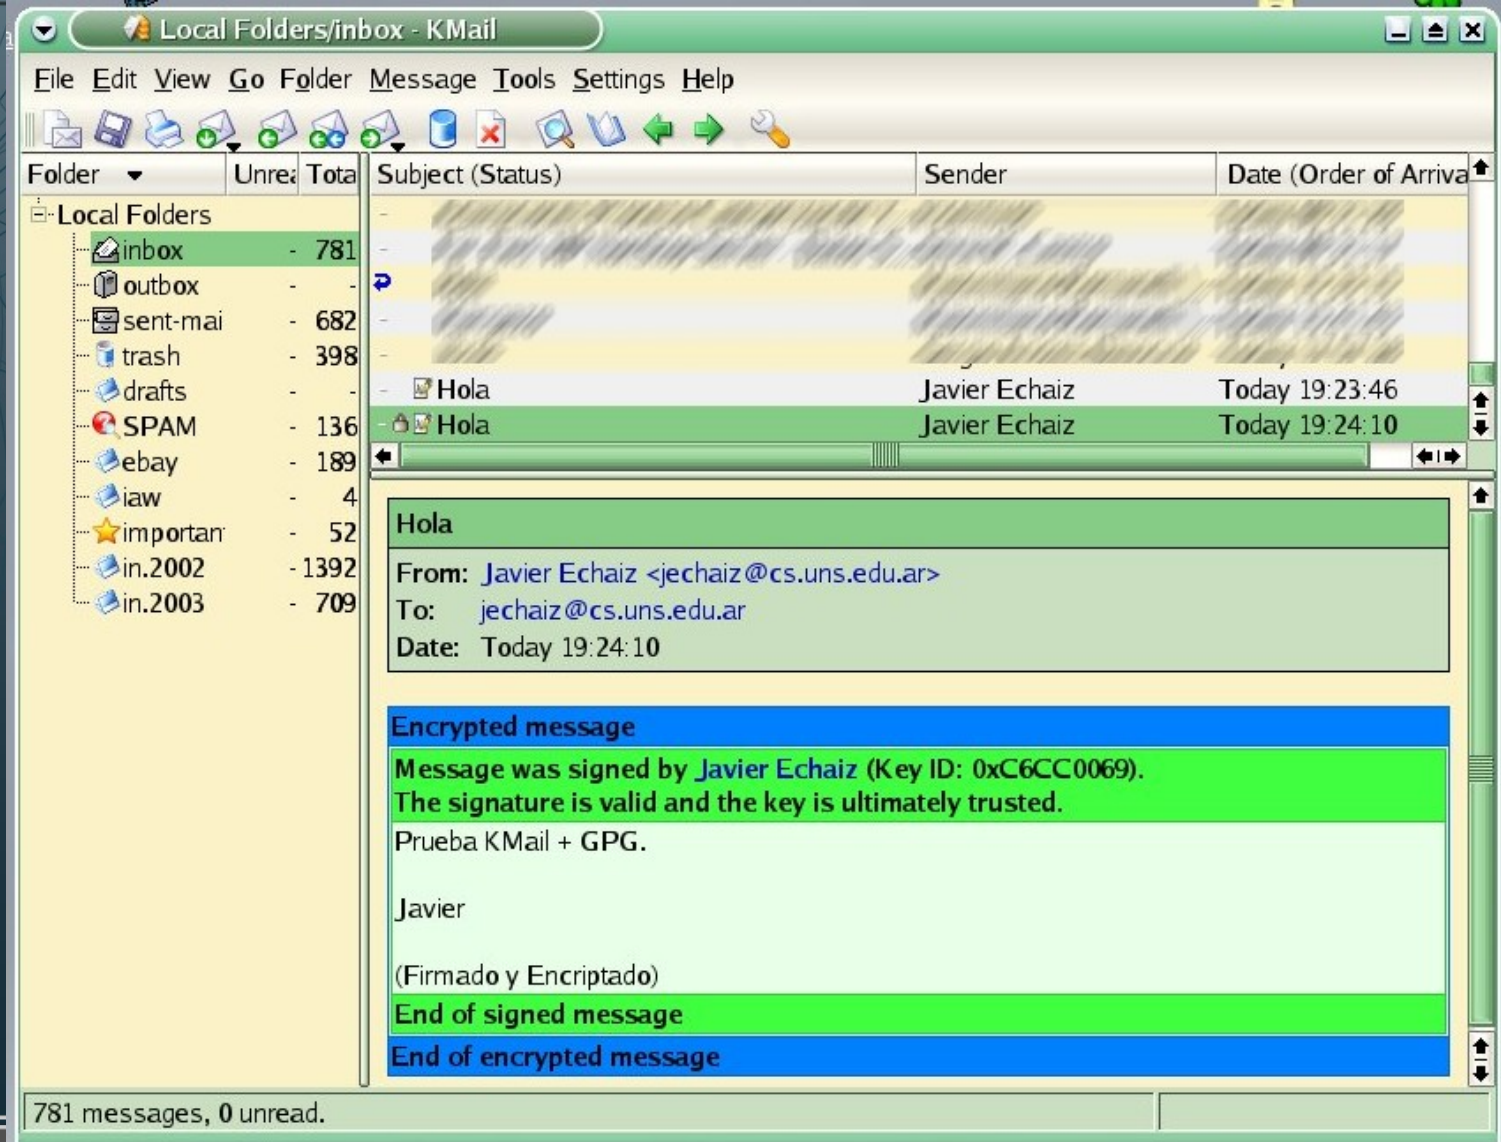 Local Folders/inbox - KMail
File Edit View Go Folder Message Tools Settings Help
Folder Unrea Tota Subject (Status) Sender Date (Order of Arriva
Local Folders
inbox - 781
outbox - -
sent-mai - 682
trash - 398
drafts - -
SPAM - 136
ebay - 189
iaw - 4
importan - 52
in.2002 - 1392
in.2003 - 709
Hola Javier Echaiz Today 19:23:46
Hola Javier Echaiz Today 19:24:10
Hola
From: Javier Echaiz <jechaiz@cs.uns.edu.ar>
To: jechaiz@cs.uns.edu.ar
Date: Today 19:24:10
Encrypted message
Message was signed by Javier Echaiz (Key ID: 0xC6CC0069).
The signature is valid and the key is ultimately trusted.
Prueba KMail + GPG.
Javier
(Firmado y Encriptado)
End of signed message
End of encrypted message
781 messages, 0 unread.